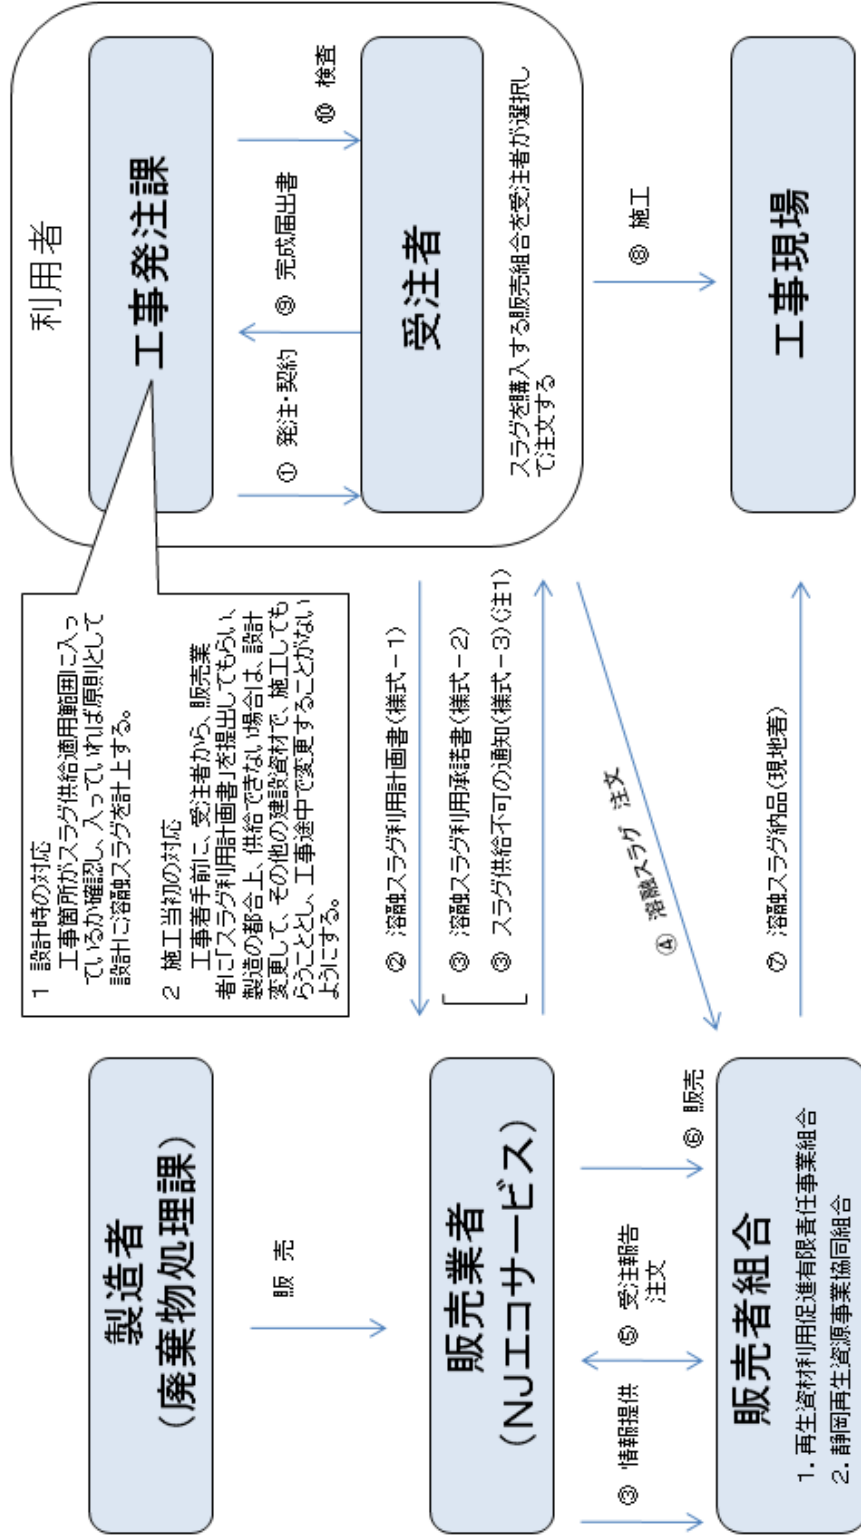 製造者
(廃棄物処理課)
販 売
販売業者
(NJエコサービス)
③ 情報提供
⑤ 受注報告
注文
⑥ 販売
販売者組合
1. 再生資材利用促進有限責任事業組合
2. 静岡再生資源事業協同組合
1 設計時の対応
工事箇所がスラグ供給適用範囲に入っ
ているか確認し、入っていれば原則として
設計に溶融スラグを計上する。
2 施工当初の対応
工事着手前に、受注者から、販売業
者に「スラグ利用計画書」を提出してもらい、
製造の都合上、供給できない場合は、設計
変更して、その他の建設資材で、施工しても
らうこととし、工事途中で変更することがない
ようにする。
② 溶融スラグ利用計画書(様式-1)
③ 溶融スラグ利用承諾書(様式-2)
③ スラグ供給不可の通知(様式-3)(注1)
④ 溶融スラグ 注文
⑦ 溶融スラグ納品(現地着)
利用者
工事発注課
① 発注・契約
⑨ 完成届出書
⑩ 検査
受注者
スラグを購入する販売組合を受注者が選択し
て注文する
⑧ 施工
工事現場